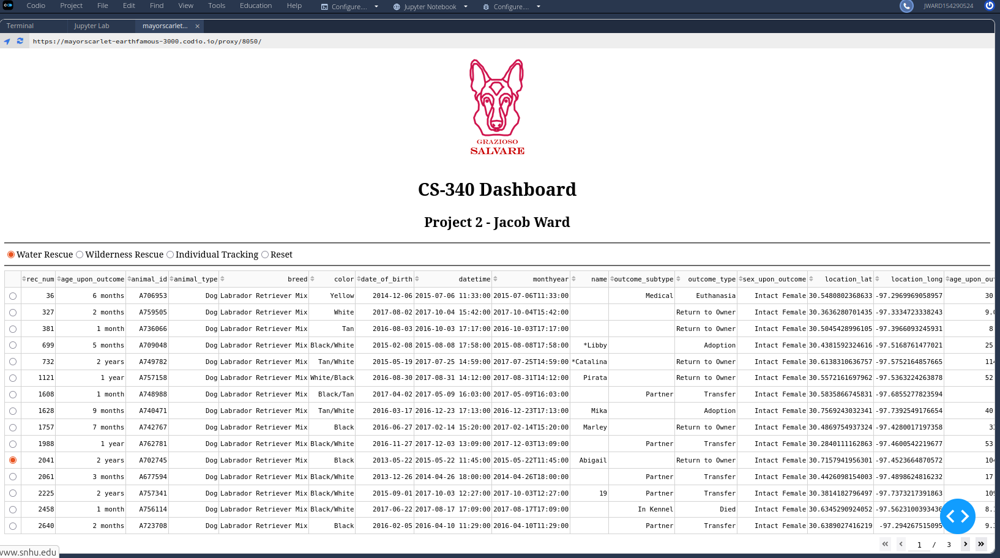 Codio Project File Edit Find View Tools Education Help Configure.... Jupyter Notebook Configure.... JWARD154290524
Terminal Jupyter Lab mayorscarlet... ×
https://mayorscarlet-earthfamous-3000.codio.io/proxy/8050/
GRAZIOSO
SALVARE
CS-340 Dashboard
Project 2 - Jacob Ward
Water Rescue Wilderness Rescue Individual Tracking Reset
rec_num age_upon_outcome animal_id animal_type breed color date_of_birth datetime monthyear name outcome_subtype outcome_type sex_upon_outcome location_lat location_long age_upon_ou
36 6 months A706953 Dog Labrador Retriever Mix Yellow 2014-12-06 2015-07-06 11:33:00 2015-07-06T11:33:00 Medical Euthanasia Intact Female 30.5480802368633 -97.2969969058957 30
327 2 months A759505 Dog Labrador Retriever Mix White 2017-08-02 2017-10-04 15:42:00 2017-10-04T15:42:00 Return to Owner Intact Female 30.3636280701435 -97.3334723338243 9.
381 1 month A736066 Dog Labrador Retriever Mix Tan 2016-08-03 2016-10-03 17:17:00 2016-10-03T17:17:00 Return to Owner Intact Female 30.5045428996105 -97.3966093245931 8
699 5 months A709048 Dog Labrador Retriever Mix Black/White 2015-02-08 2015-08-08 17:58:00 2015-08-08T17:58:00 *Libby Adoption Intact Female 30.4381592324616 -97.5168761477021 25
732 2 years A749782 Dog Labrador Retriever Mix Tan/White 2015-05-19 2017-07-25 14:59:00 2017-07-25T14:59:00 *Catalina Return to Owner Intact Female 30.6138310636757 -97.5752164857665 114
1121 1 year A757158 Dog Labrador Retriever Mix White/Black 2016-08-30 2017-08-31 14:12:00 2017-08-31T14:12:00 Pirata Return to Owner Intact Female 30.5572161697962 -97.5363224263878 52
1608 1 month A748988 Dog Labrador Retriever Mix Black/Tan 2017-04-02 2017-05-09 16:03:00 2017-05-09T16:03:00 Partner Transfer Intact Female 30.5835866745831 -97.6855277823594
1628 9 months A740471 Dog Labrador Retriever Mix Tan/White 2016-03-17 2016-12-23 17:13:00 2016-12-23T17:13:00 Mika Adoption Intact Female 30.7569243032341 -97.7392549176654 40
1757 7 months A742767 Dog Labrador Retriever Mix Black 2016-06-27 2017-02-14 15:20:00 2017-02-14T15:20:00 Marley Return to Owner Intact Female 30.4869754937324 -97.4280017197358 3
1988 1 year A762781 Dog Labrador Retriever Mix Black/White 2016-11-27 2017-12-03 13:09:00 2017-12-03T13:09:00 Partner Transfer Intact Female 30.2840111162863 -97.4600542219677 53
2041 2 years A702745 Dog Labrador Retriever Mix Black 2013-05-22 2015-05-22 11:45:00 2015-05-22T11:45:00 Abigail Return to Owner Intact Female 30.7157941956301 -97.4523664870572 104
2061 3 months A677594 Dog Labrador Retriever Mix Black/White 2013-12-26 2014-04-26 18:00:00 2014-04-26T18:00:00 Partner Transfer Intact Female 30.4426098154003 -97.4898624816232 17
2225 2 years A757341 Dog Labrador Retriever Mix Black/White 2015-09-01 2017-10-03 12:27:00 2017-10-03T12:27:00 19 Partner Transfer Intact Female 30.3814182796497 -97.7373217391863 109
2458 1 month A756114 Dog Labrador Retriever Mix Black/White 2017-06-22 2017-08-17 17:09:00 2017-08-17T17:09:00 In Kennel Died Intact Female 30.6345290924052 -97.5623100393436 8.
2640 2 months A723708 Dog Labrador Retriever Mix Black 2016-02-05 2016-04-10 11:29:00 2016-04-10T11:29:00 Partner Transfer Intact Female 30.6389027416219 -97.294267515095 9.
1 / 3
www.snhu.edu